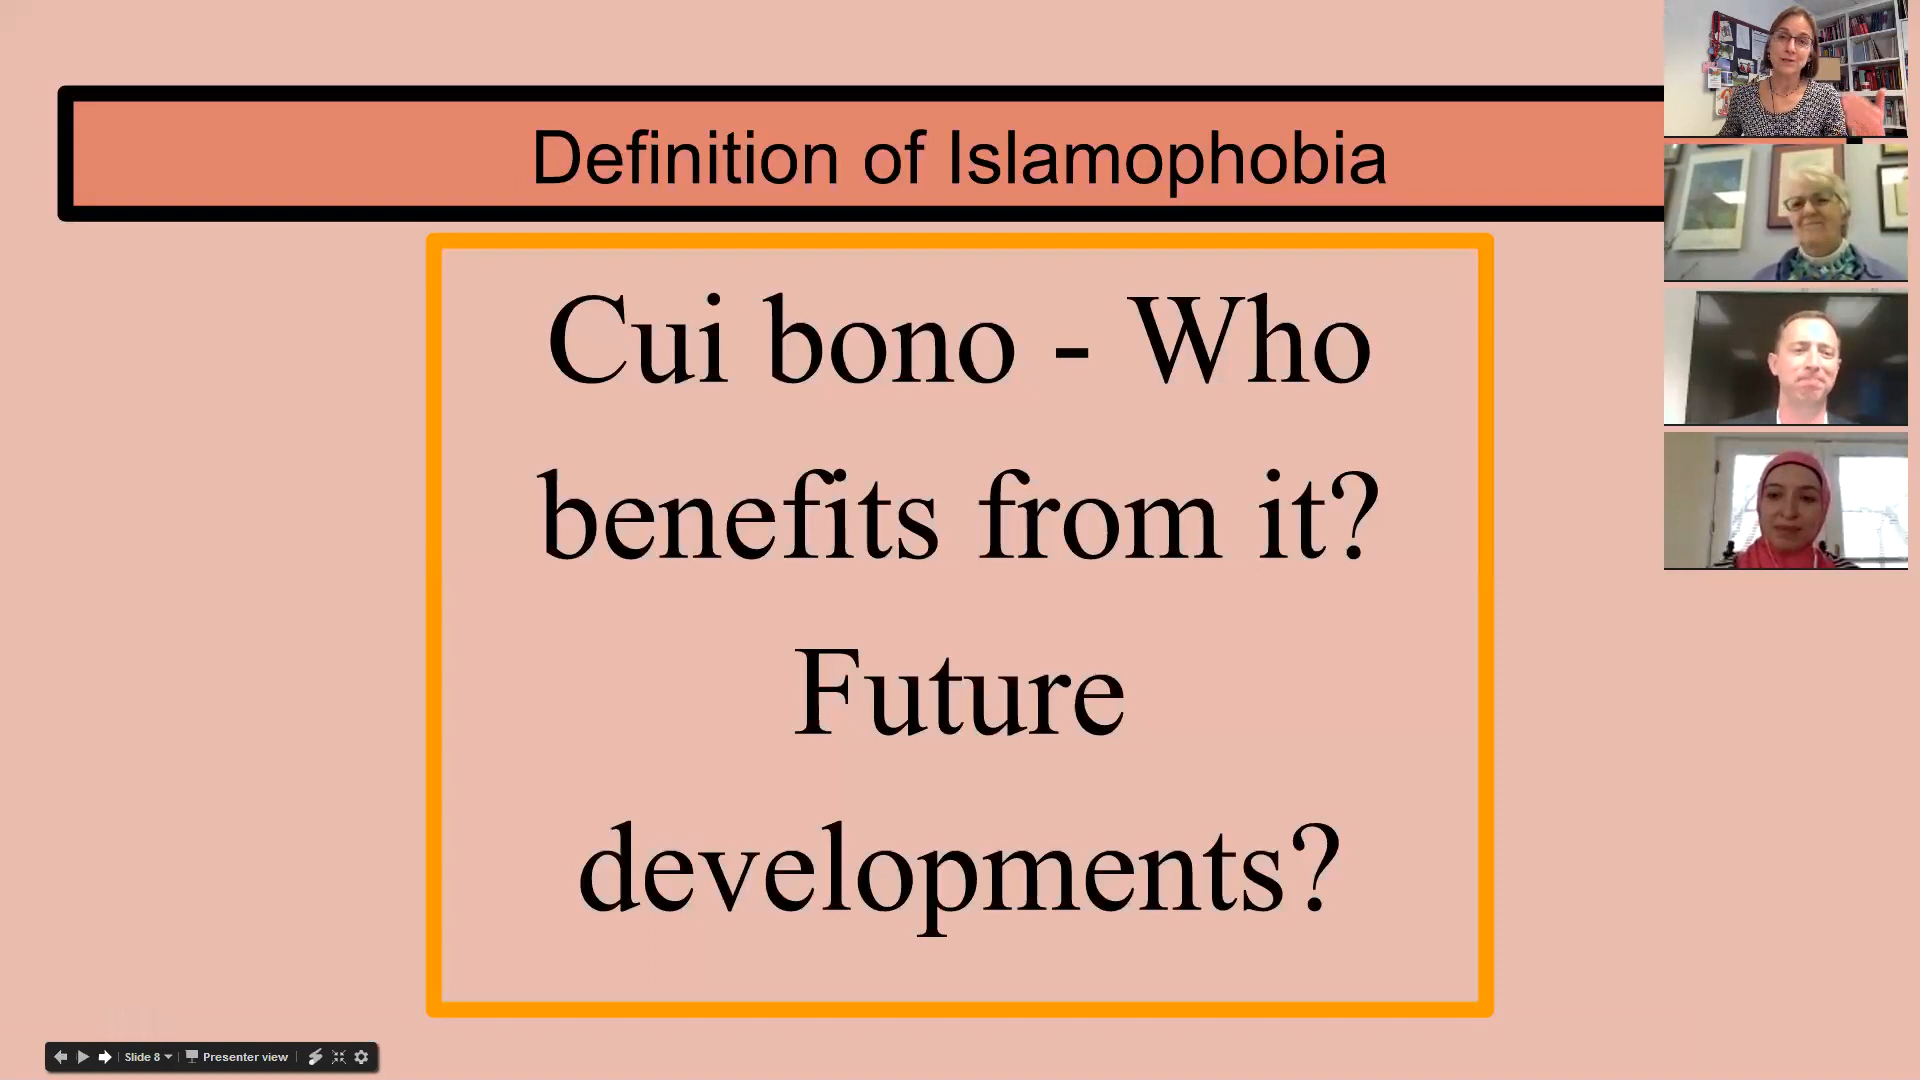 Definition of Islamophobia
Cui bono - Who
benefits from it?
Future
developments?
Slide 8
Presenter view